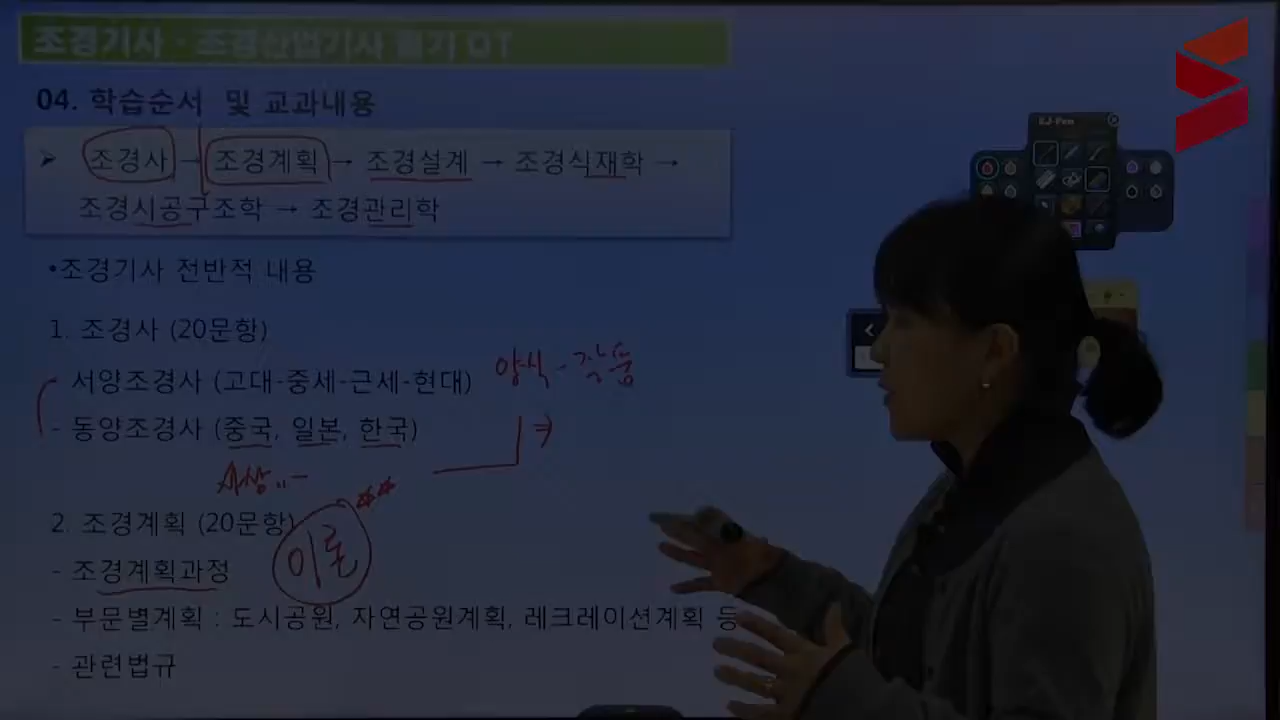 조경기사 · 조경산업기사 필기 OT
04. 학습순서 및 교과내용
➤ 조경사 → 조경계획 → 조경설계 → 조경식재학 →
조경시공구조학 → 조경관리학
•조경기사 전반적 내용
1. 조경사 (20문항)
서양조경사 (고대-중세-근세-현대)
양식 - 작품
- 동양조경사 (중국, 일본, 한국)
사상
2. 조경계획 (20문항)
이론
- 조경계획과정
- 부문별계획 : 도시공원, 자연공원계획, 레크레이션계획 등
- 관련법규
EJ-Pen